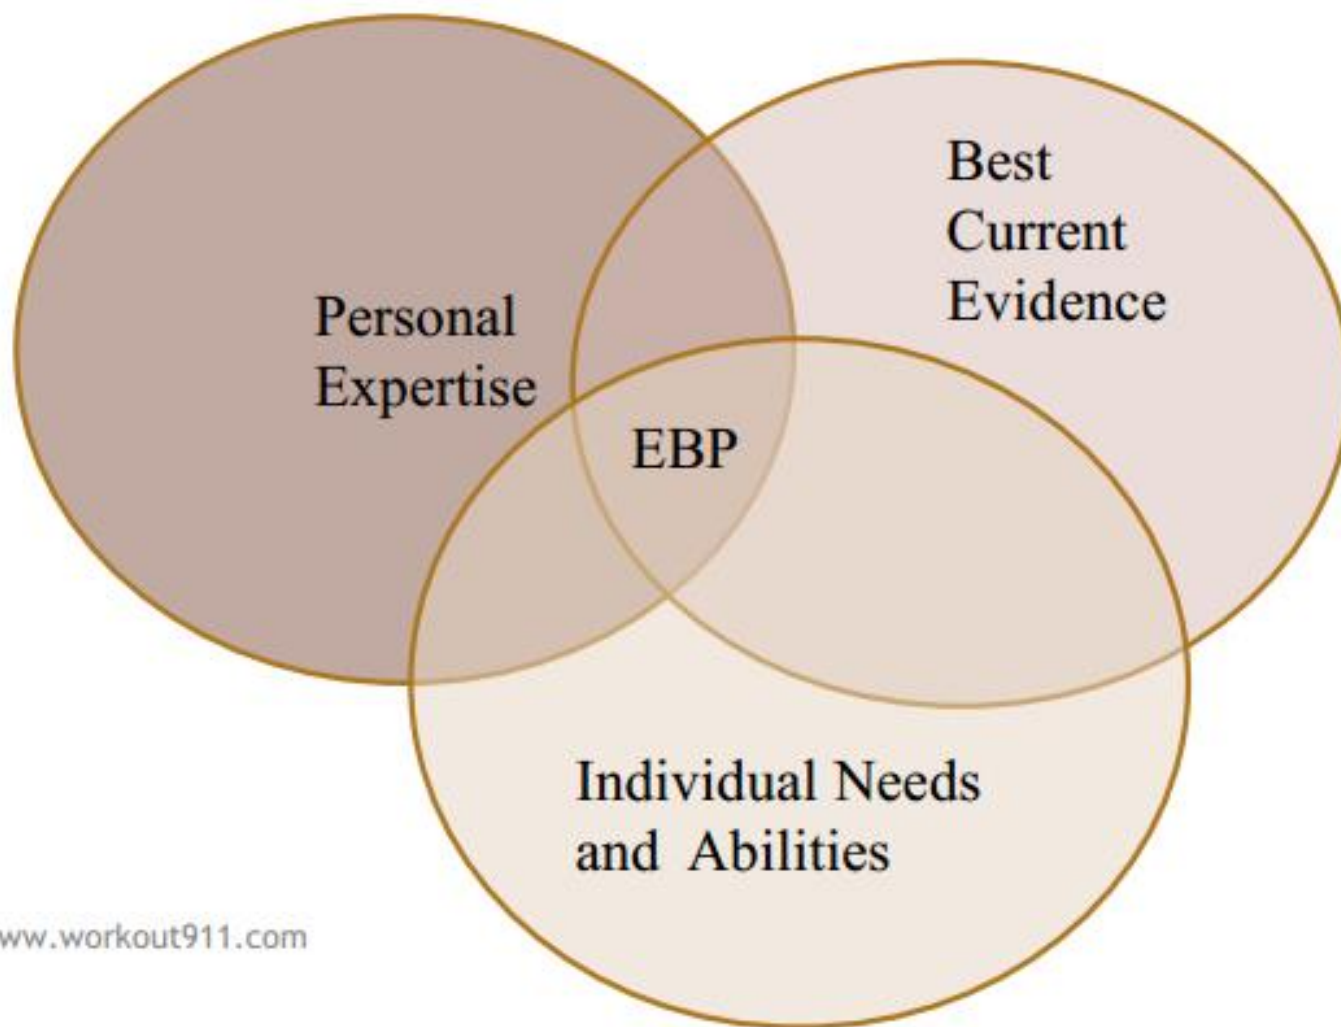 Best
Current
Evidence
Personal
Expertise
EBP
Individual Needs
and Abilities
ww.workout911.com